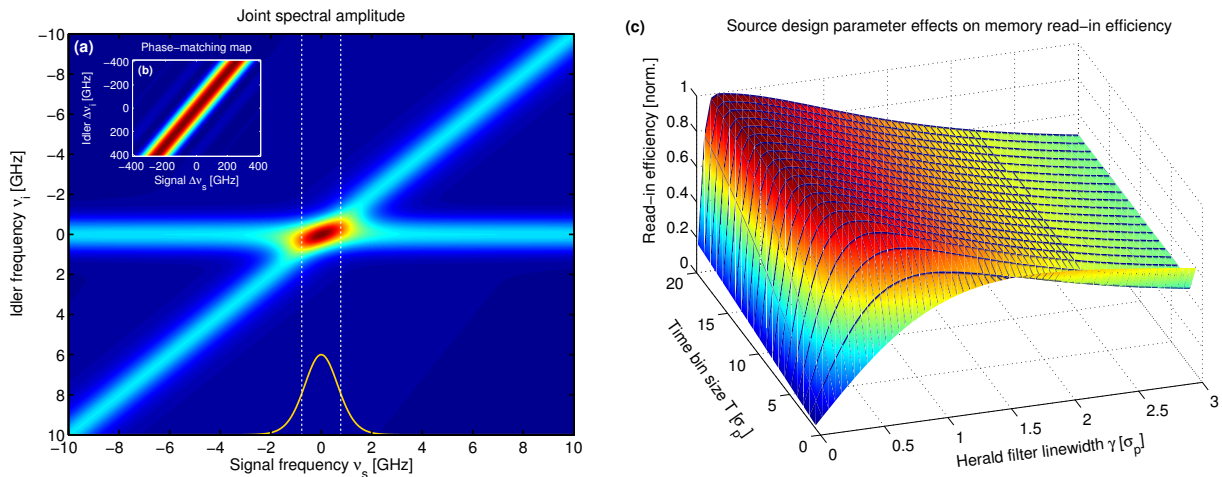 Joint spectral amplitude
(a)
Phase−matching map
(b)
Idler Δν_i [GHz]
−400
−200
0
200
400
−400 −200 0 200 400
Signal Δν_s [GHz]
Idler frequency ν_i [GHz]
−10
−8
−6
−4
−2
0
2
4
6
8
10
−10 −8 −6 −4 −2 0 2 4 6 8 10
Signal frequency ν_s [GHz]
(c) Source design parameter effects on memory read−in efficiency
Read−in efficiency [norm.]
1
0.8
0.6
0.4
0.2
0
20
15
10
5
0
Time bin size T [σ_p]
0 0.5 1 1.5 2 2.5 3
Herald filter linewidth γ [σ_p]